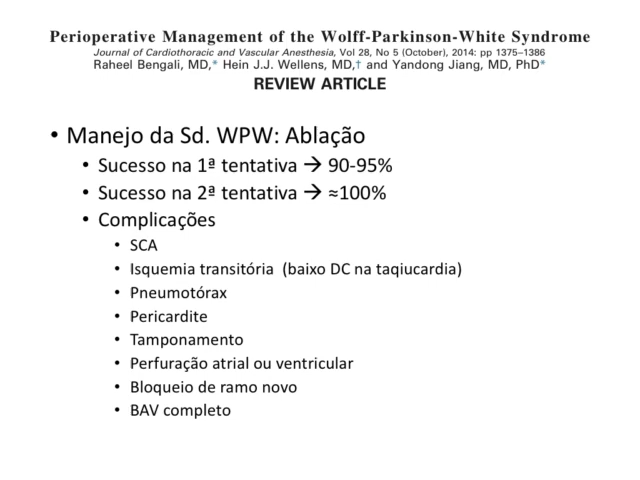 Perioperative Management of the Wolff-Parkinson-White Syndrome
Journal of Cardiothoracic and Vascular Anesthesia, Vol 28, No 5 (October), 2014: pp 1375–1386
Raheel Bengali, MD,* Hein J.J. Wellens, MD,† and Yandong Jiang, MD, PhD*
REVIEW ARTICLE
• Manejo da Sd. WPW: Ablação
• Sucesso na 1ª tentativa → 90-95%
• Sucesso na 2ª tentativa → ≈100%
• Complicações
• SCA
• Isquemia transitória (baixo DC na taqiucardia)
• Pneumotórax
• Pericardite
• Tamponamento
• Perfuração atrial ou ventricular
• Bloqueio de ramo novo
• BAV completo